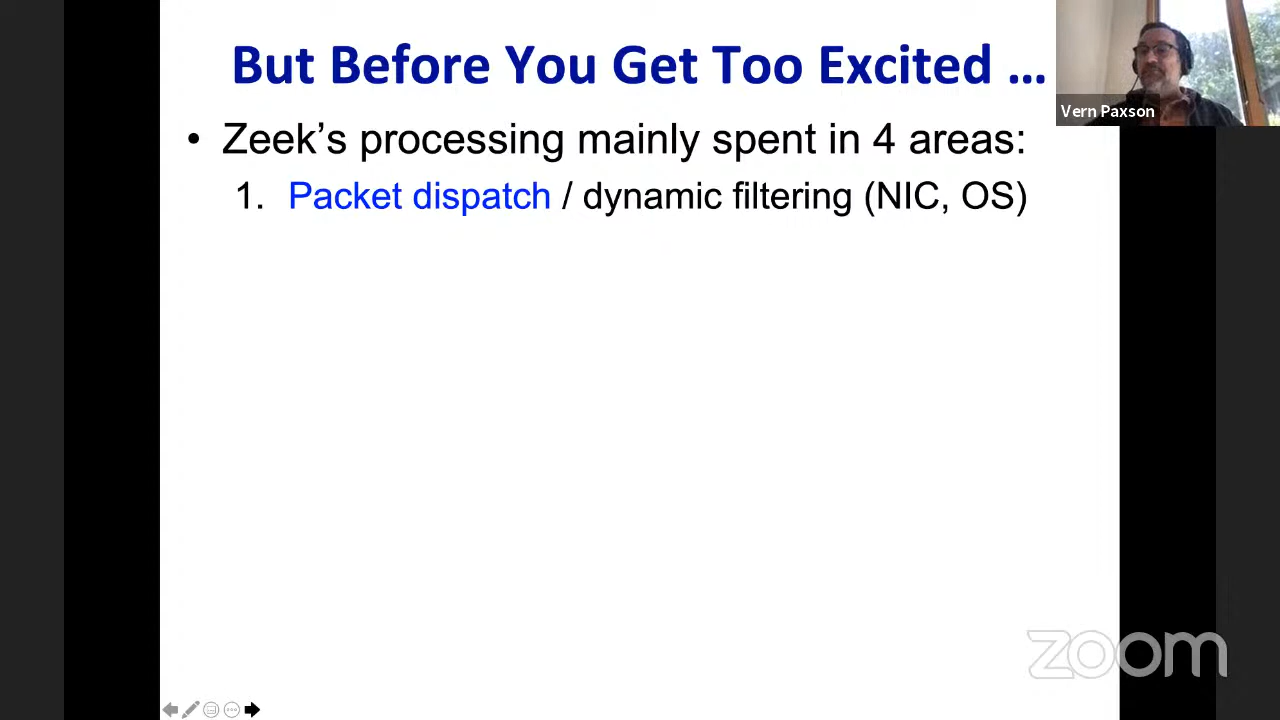 But Before You Get Too Excited …
Vern Paxson
• Zeek’s processing mainly spent in 4 areas:
1. Packet dispatch / dynamic filtering (NIC, OS)
zoom